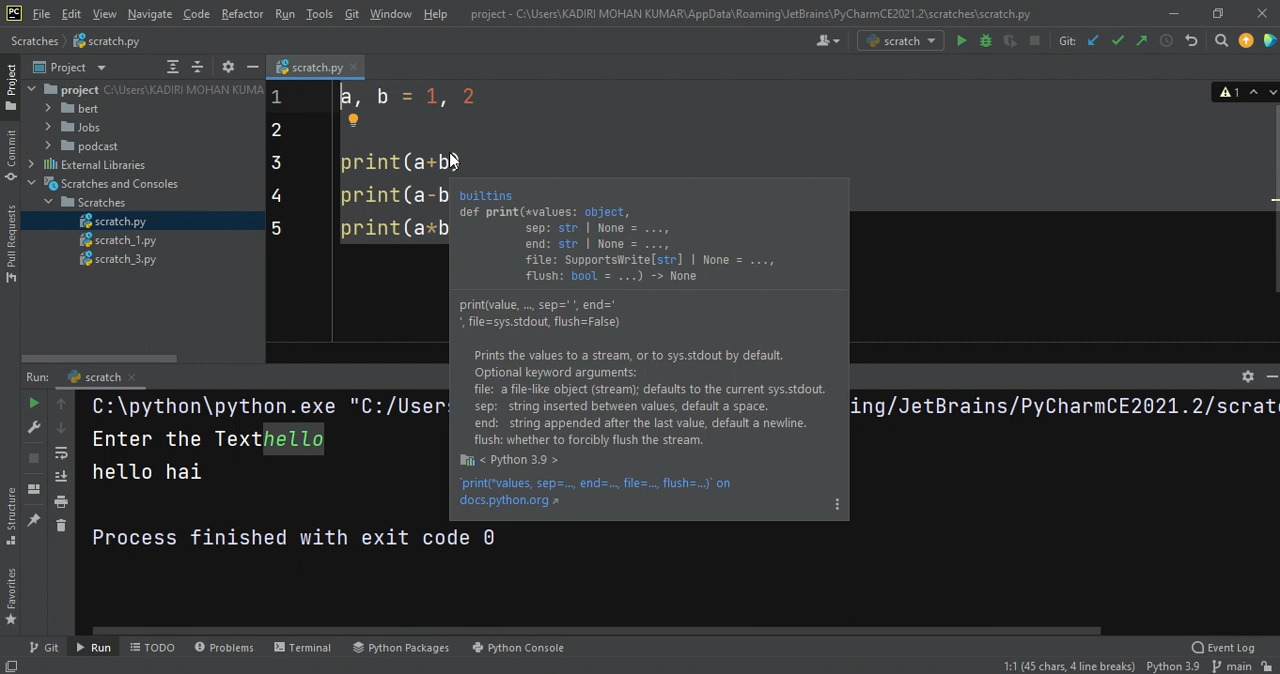 PC File Edit View Navigate Code Refactor Run Tools Git Window Help project - C:\Users\KADIRI MOHAN KUMAR\AppData\Roaming\JetBrains\PyCharmCE2021.2\scratches\scratch.py
Scratches scratch.py scratch Git:
Project scratch.py
project C:\Users\KADIRI MOHAN KUMA
bert
Jobs
podcast
External Libraries
Scratches and Consoles
Scratches
scratch.py
scratch_1.py
scratch_3.py
Project
Commit
Pull Requests
Structure
Favorites
1 a, b = 1, 2
1
2
3 print(a+b)
4 print(a-b
5 print(a*b
builtins
def print(*values: object,
sep: str | None = ...,
end: str | None = ...,
file: SupportsWrite[str] | None = ...,
flush: bool = ...) -> None
print(value, ..., sep=' ', end='
', file=sys.stdout, flush=False)
Prints the values to a stream, or to sys.stdout by default.
Optional keyword arguments:
file: a file-like object (stream); defaults to the current sys.stdout.
sep: string inserted between values, default a space.
end: string appended after the last value, default a newline.
flush: whether to forcibly flush the stream.
< Python 3.9 >
`print(*values, sep=..., end=..., file=..., flush=...)` on
docs.python.org
Run: scratch
C:\python\python.exe "C:/User ing/JetBrains/PyCharmCE2021.2/scrat
Enter the Texthello
hello hai
Process finished with exit code 0
Git Run TODO Problems Terminal Python Packages Python Console Event Log
1:1 (45 chars, 4 line breaks) Python 3.9 main